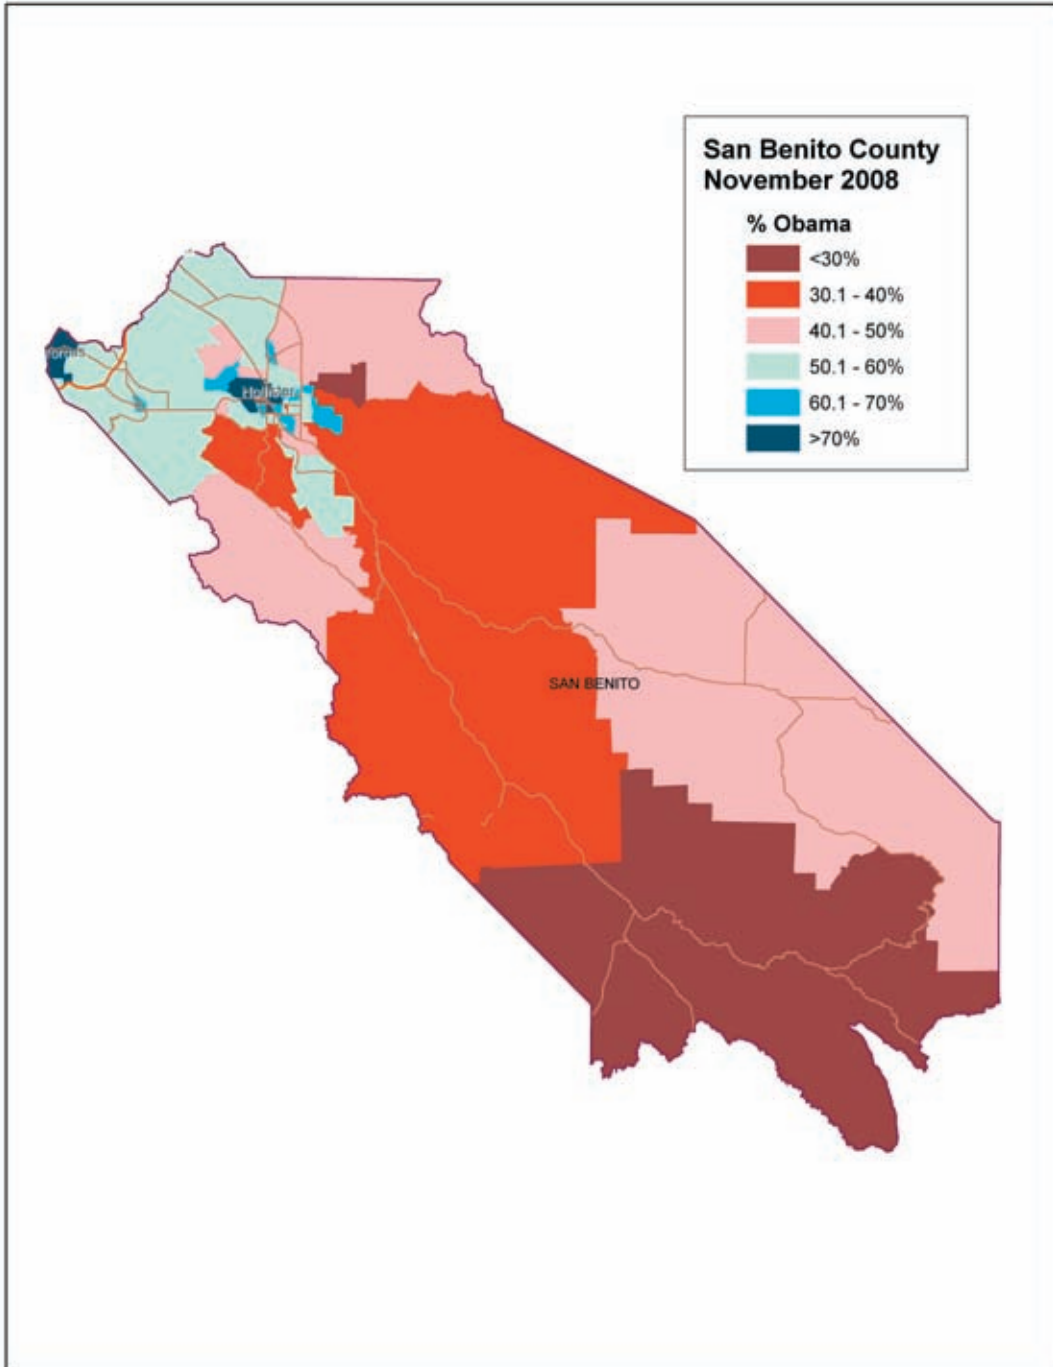 San Benito County
November 2008
% Obama
<30%
30.1 - 40%
40.1 - 50%
50.1 - 60%
60.1 - 70%
>70%
Hollister
SAN BENITO